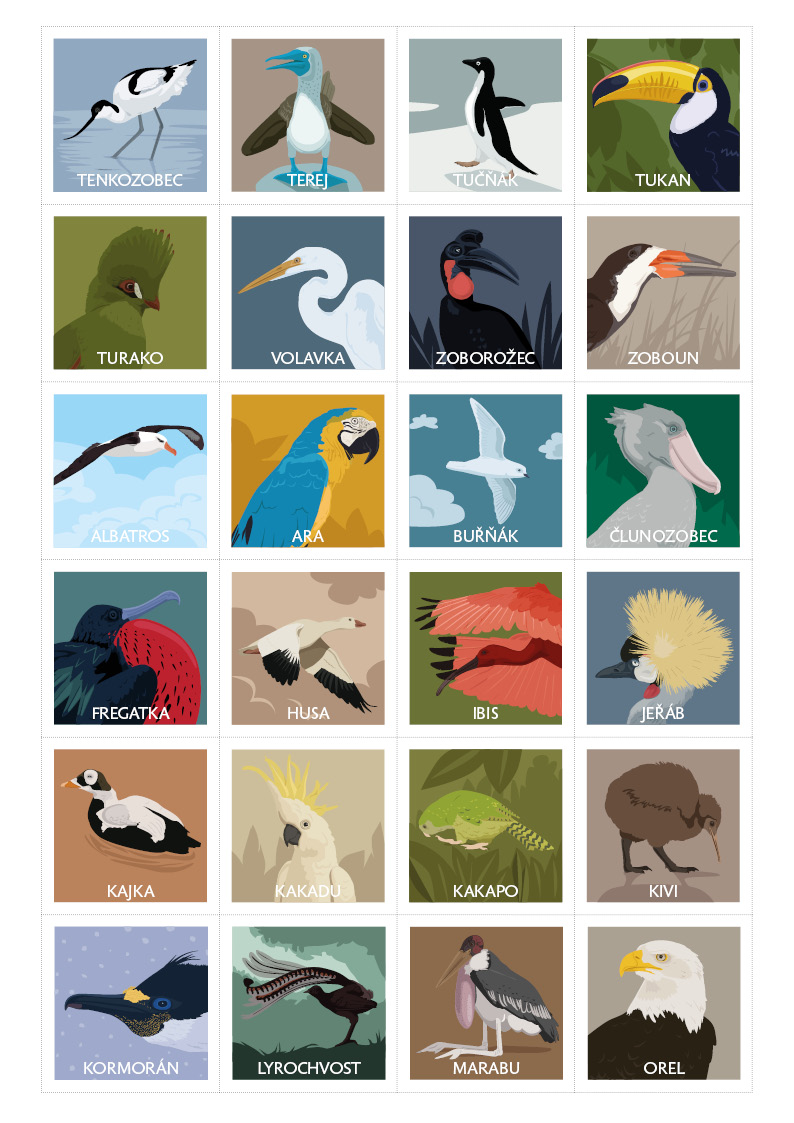 TENKOZOBEC
TEREJ
TUČŇÁK
TUKAN
TURAKO
VOLAVKA
ZOBOROŽEC
ZOBOUN
ALBATROS
ARA
BUŘŇÁK
ČLUNOZOBEC
FREGATKA
HUSA
IBIS
JEŘÁB
KAJKA
KAKADU
KAKAPO
KIVI
KORMORÁN
LYROCHVOST
MARABU
OREL